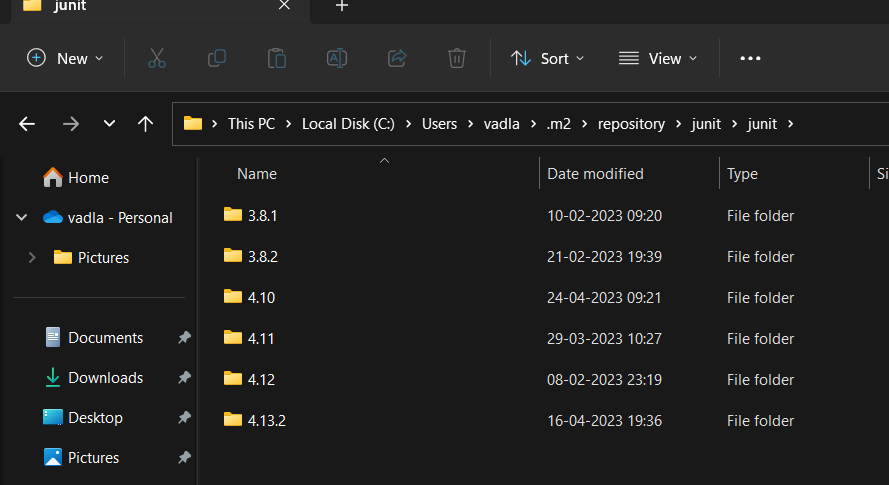 junit
New Sort View
This PC Local Disk (C:) Users vadla .m2 repository junit junit
Home
vadla - Personal
Pictures
Documents
Downloads
Desktop
Pictures
Name Date modified Type Si
3.8.1 10-02-2023 09:20 File folder
3.8.2 21-02-2023 19:39 File folder
4.10 24-04-2023 09:21 File folder
4.11 29-03-2023 10:27 File folder
4.12 08-02-2023 23:19 File folder
4.13.2 16-04-2023 19:36 File folder